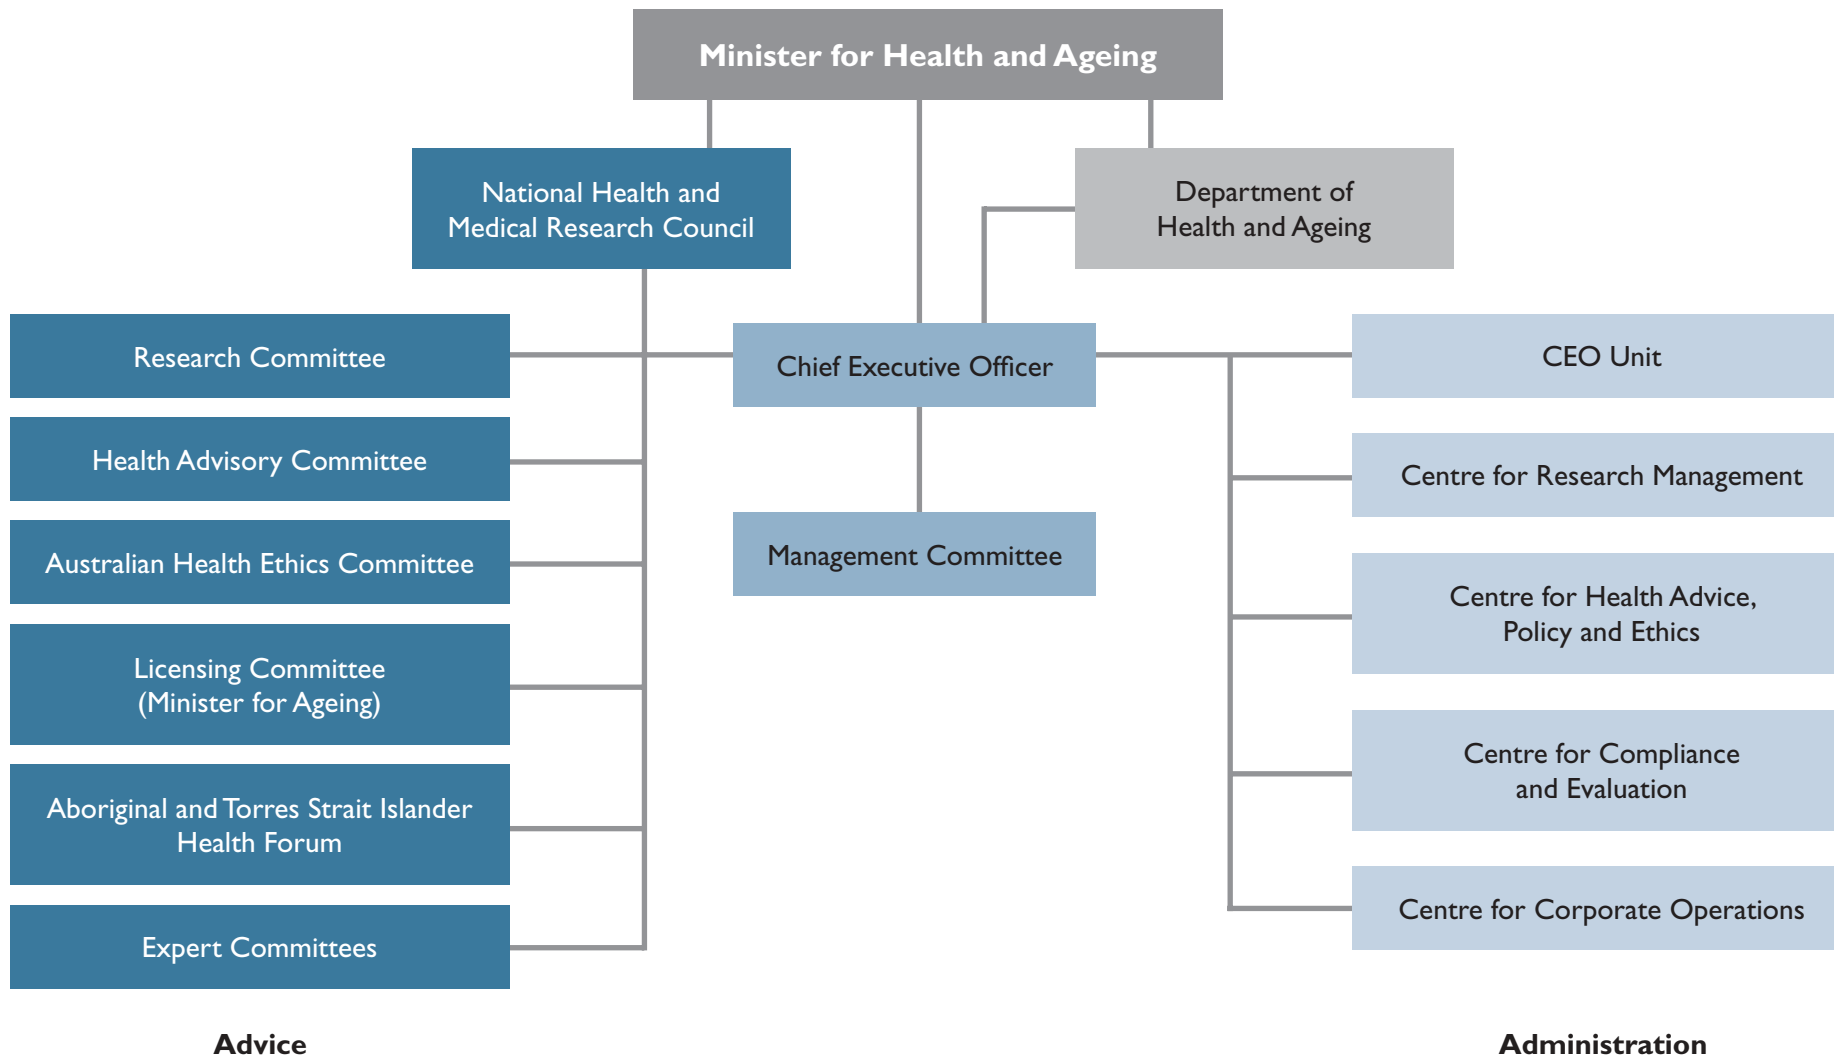 Minister for Health and Ageing
National Health and
Medical Research Council
Department of
Health and Ageing
Research Committee
Chief Executive Officer
CEO Unit
Health Advisory Committee
Centre for Research Management
Australian Health Ethics Committee
Management Committee
Centre for Health Advice,
Policy and Ethics
Licensing Committee
(Minister for Ageing)
Centre for Compliance
and Evaluation
Aboriginal and Torres Strait Islander
Health Forum
Centre for Corporate Operations
Expert Committees
Advice
Administration